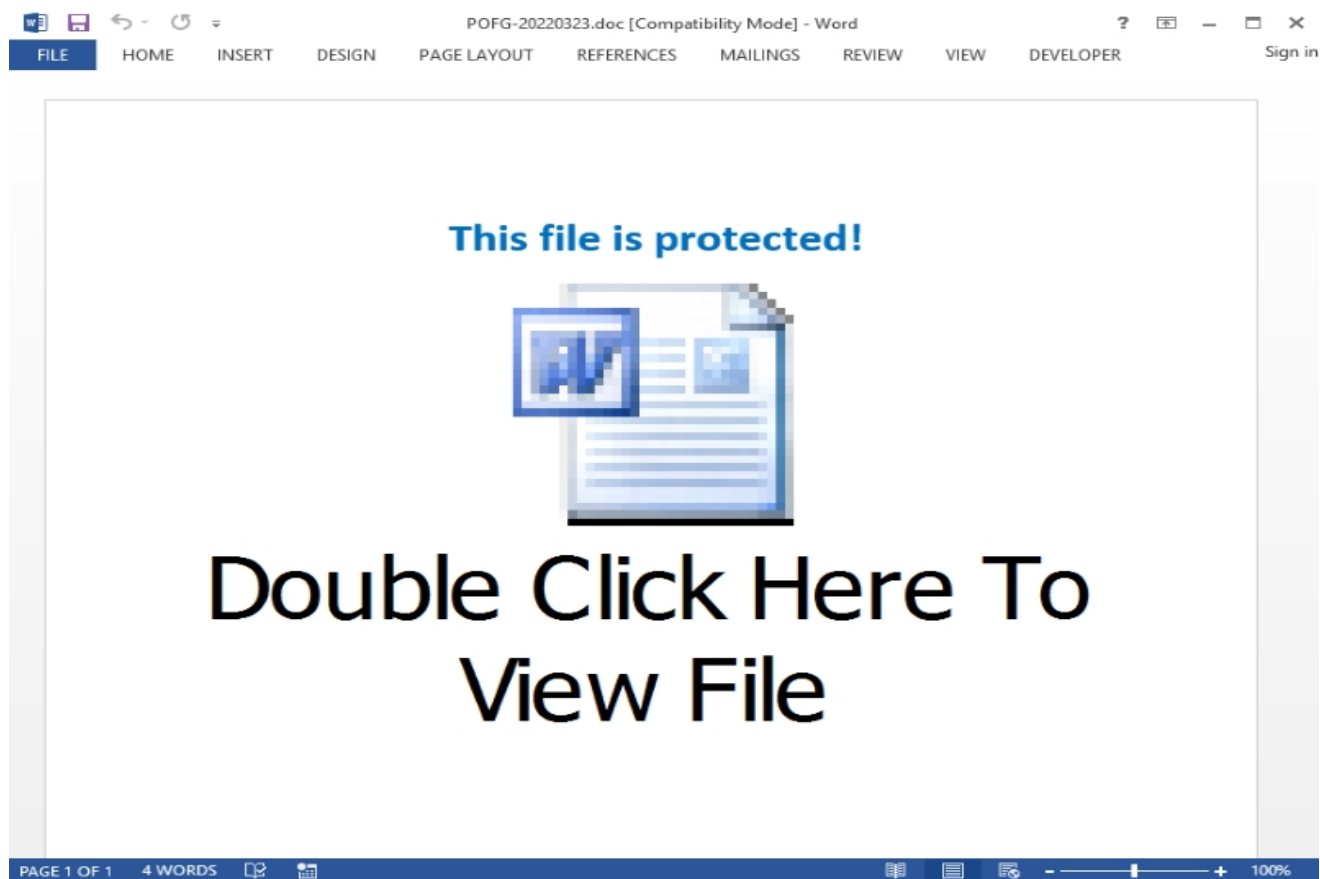 POFG-20220323.doc [Compatibility Mode] - Word
?
FILE HOME INSERT DESIGN PAGE LAYOUT REFERENCES MAILINGS REVIEW VIEW DEVELOPER Sign in
This file is protected!
W
Double Click Here To
View File
PAGE 1 OF 1 4 WORDS - + 100%